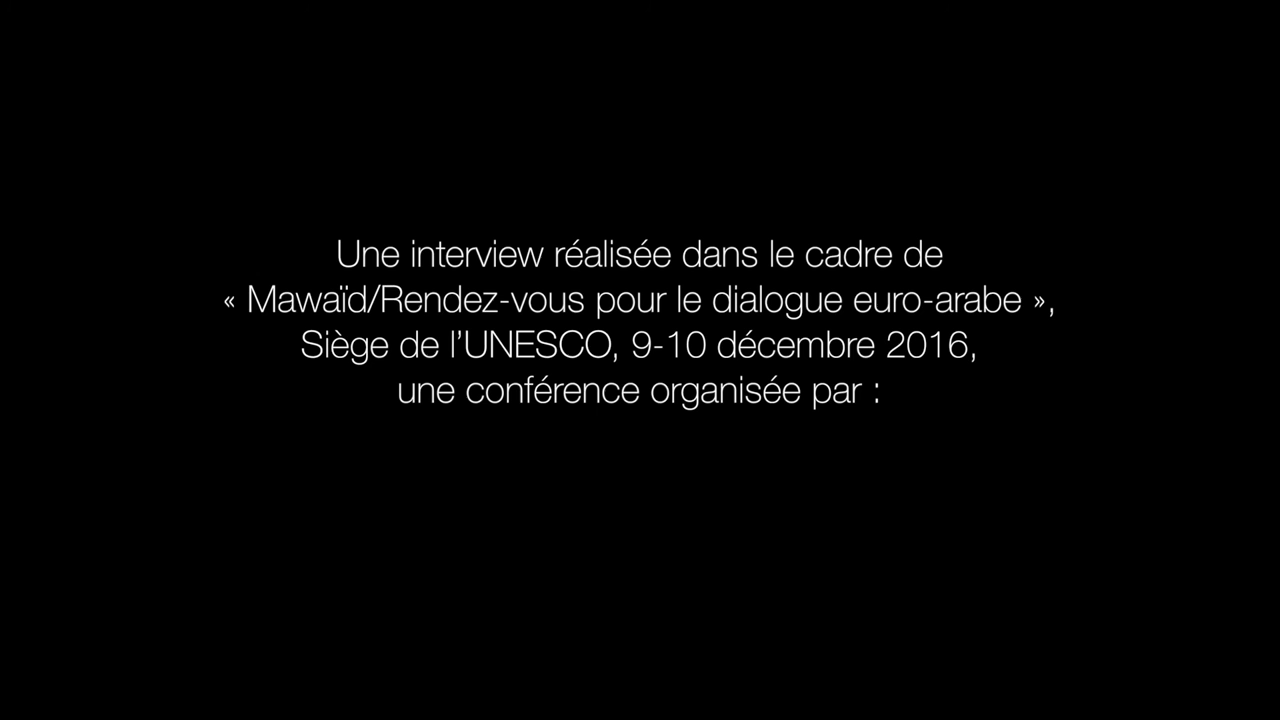 Une interview réalisée dans le cadre de
« Mawaïd/Rendez-vous pour le dialogue euro-arabe »,
Siège de l’UNESCO, 9-10 décembre 2016,
une conférence organisée par :